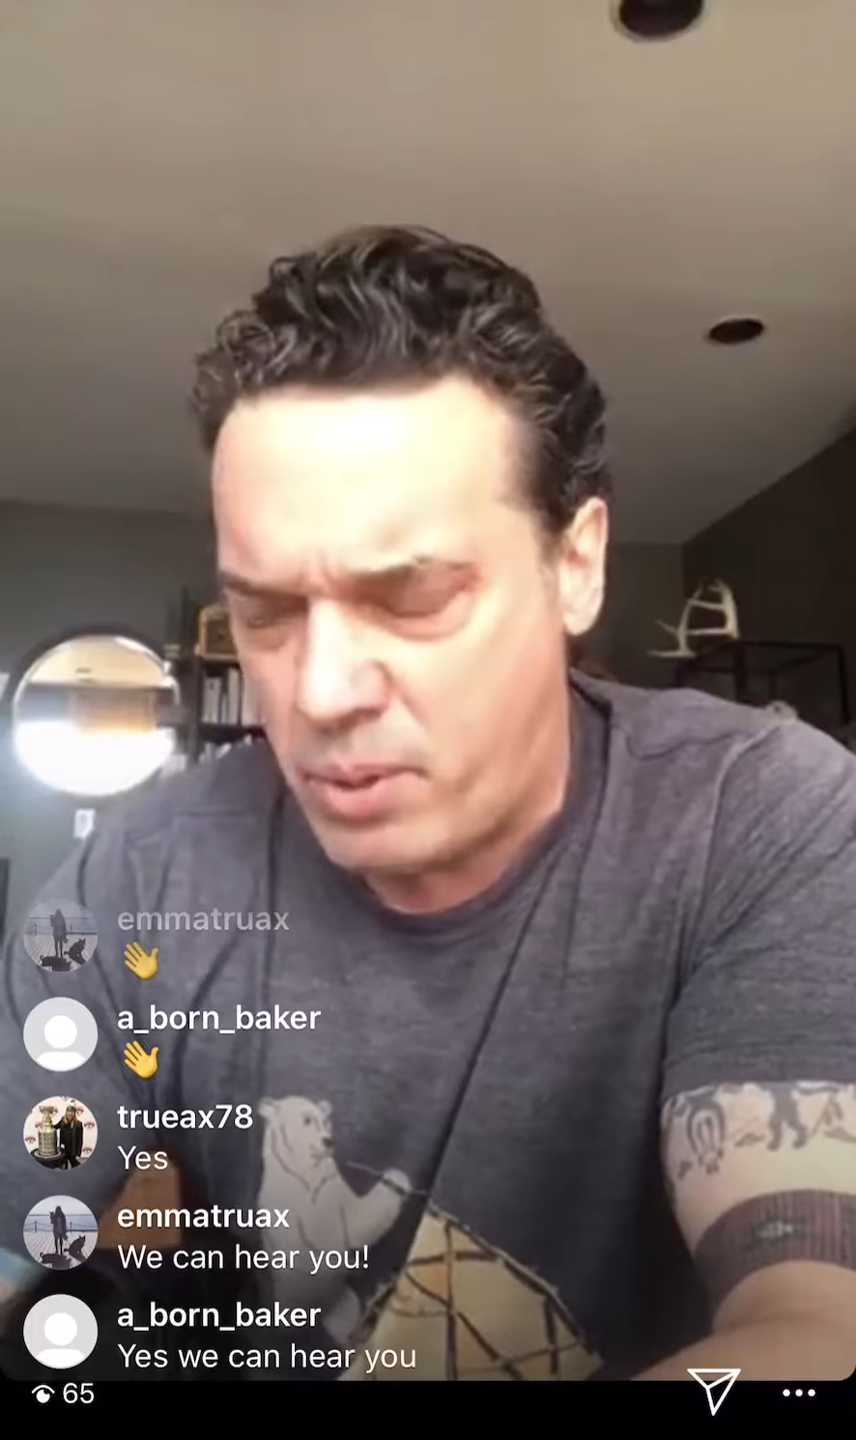 emmatruax
👋
a_born_baker
👋
trueax78
Yes
emmatruax
We can hear you!
a_born_baker
Yes we can hear you
65